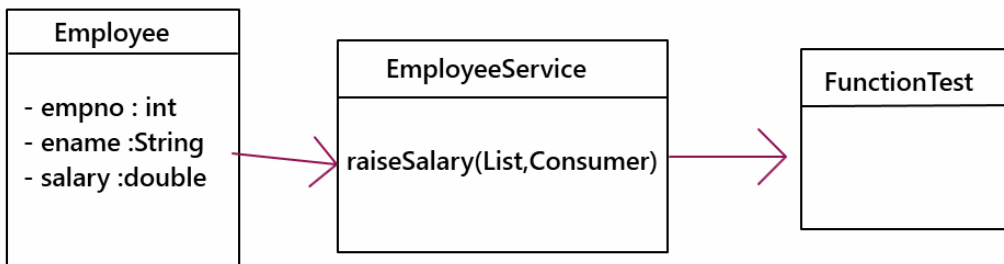 Employee
- empno : int
- ename :String
- salary :double
EmployeeService
raiseSalary(List,Consumer)
FunctionTest